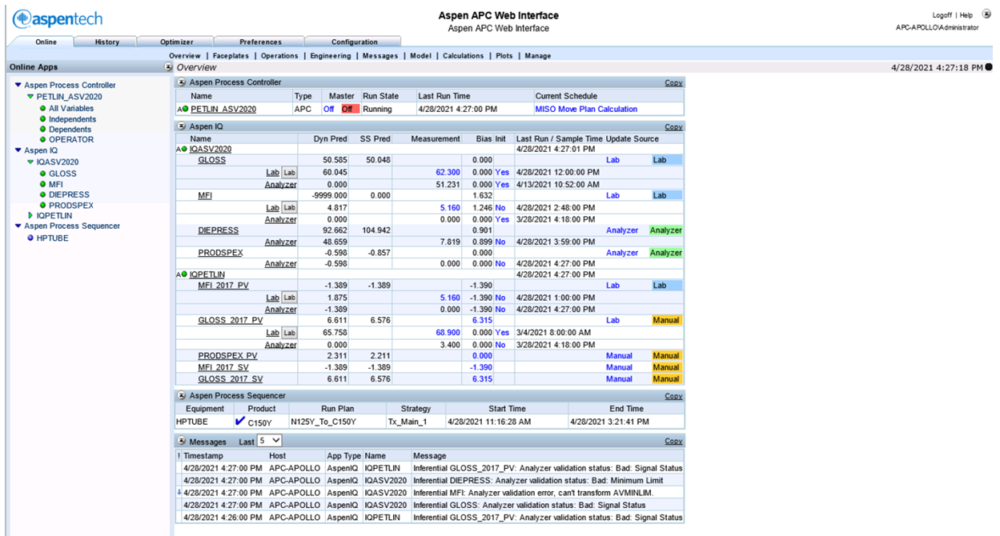 aspentech
Aspen APC Web Interface
Aspen APC Web Interface
Logoff | Help
APC-APOLLO\Administrator
Online History Optimizer Preferences Configuration
Overview | Faceplates | Operations | Engineering | Messages | Model | Calculations | Plots | Manage
Online Apps
Overview 4/28/2021 4:27:18 PM
Aspen Process Controller
PETLIN_ASV2020
All Variables
Independents
Dependents
OPERATOR
Aspen IQ
IQASV2020
GLOSS
MFI
DIEPRESS
PRODSPEX
IQPETLIN
Aspen Process Sequencer
HPTUBE
Aspen Process Controller Copy
Name Type Master Run State Last Run Time Current Schedule
A PETLIN_ASV2020 APC Off Off Running 4/28/2021 4:27:00 PM MISO Move Plan Calculation
Aspen IQ Copy
Name Dyn Pred SS Pred Measurement Bias Init Last Run / Sample Time Update Source
A IQASV2020 4/28/2021 4:27:01 PM
GLOSS 50.585 50.048 0.000 Lab Lab
Lab Lab 60.045 62.300 0.000 Yes 4/28/2021 12:00:00 PM
Analyzer 0.000 51.231 0.000 Yes 4/13/2021 10:52:00 AM
MFI -9999.000 0.000 1.632 Lab Lab
Lab Lab 4.817 5.160 1.246 No 4/28/2021 2:48:00 PM
Analyzer 0.000 0.000 0.000 Yes 3/28/2021 4:18:00 PM
DIEPRESS 92.662 104.942 0.901 Analyzer Analyzer
Analyzer 48.659 7.819 0.899 No 4/28/2021 3:59:00 PM
PRODSPEX -0.598 -0.857 0.000 Analyzer Analyzer
Analyzer -0.598 0.000 0.000 No 4/28/2021 4:27:00 PM
A IQPETLIN 4/28/2021 4:27:00 PM
MFI_2017_PV -1.389 -1.389 -1.390 Lab Lab
Lab Lab 1.875 5.160 -1.390 No 4/28/2021 1:00:00 PM
Analyzer -1.389 0.000 -1.390 No 4/28/2021 4:27:00 PM
GLOSS_2017_PV 6.611 6.576 6.315 Lab Manual
Lab Lab 65.758 68.900 0.000 Yes 3/4/2021 8:00:00 AM
Analyzer 0.000 3.400 0.000 No 3/28/2021 4:18:00 PM
PRODSPEX_PV 2.311 2.211 0.000 Manual Manual
MFI_2017_SV -1.389 -1.389 -1.390 Manual Manual
GLOSS_2017_SV 6.611 6.576 6.315 Manual Manual
Aspen Process Sequencer Copy
Equipment Product Run Plan Strategy Start Time End Time
HPTUBE C150Y N125Y_To_C150Y Tx_Main_1 4/28/2021 11:16:28 AM 4/28/2021 3:21:41 PM
Messages Last 5 Copy
! Timestamp Host App Type Name Message
4/28/2021 4:27:00 PM APC-APOLLO AspenIQ IQPETLIN Inferential GLOSS_2017_PV: Analyzer validation status: Bad: Signal Status
4/28/2021 4:27:00 PM APC-APOLLO AspenIQ IQASV2020 Inferential DIEPRESS: Analyzer validation status: Bad: Minimum Limit
4/28/2021 4:27:00 PM APC-APOLLO AspenIQ IQASV2020 Inferential MFI: Analyzer validation error, can't transform AVMINLIM.
4/28/2021 4:27:00 PM APC-APOLLO AspenIQ IQASV2020 Inferential GLOSS: Analyzer validation status: Bad: Signal Status
4/28/2021 4:26:00 PM APC-APOLLO AspenIQ IQPETLIN Inferential GLOSS_2017_PV: Analyzer validation status: Bad: Signal Status